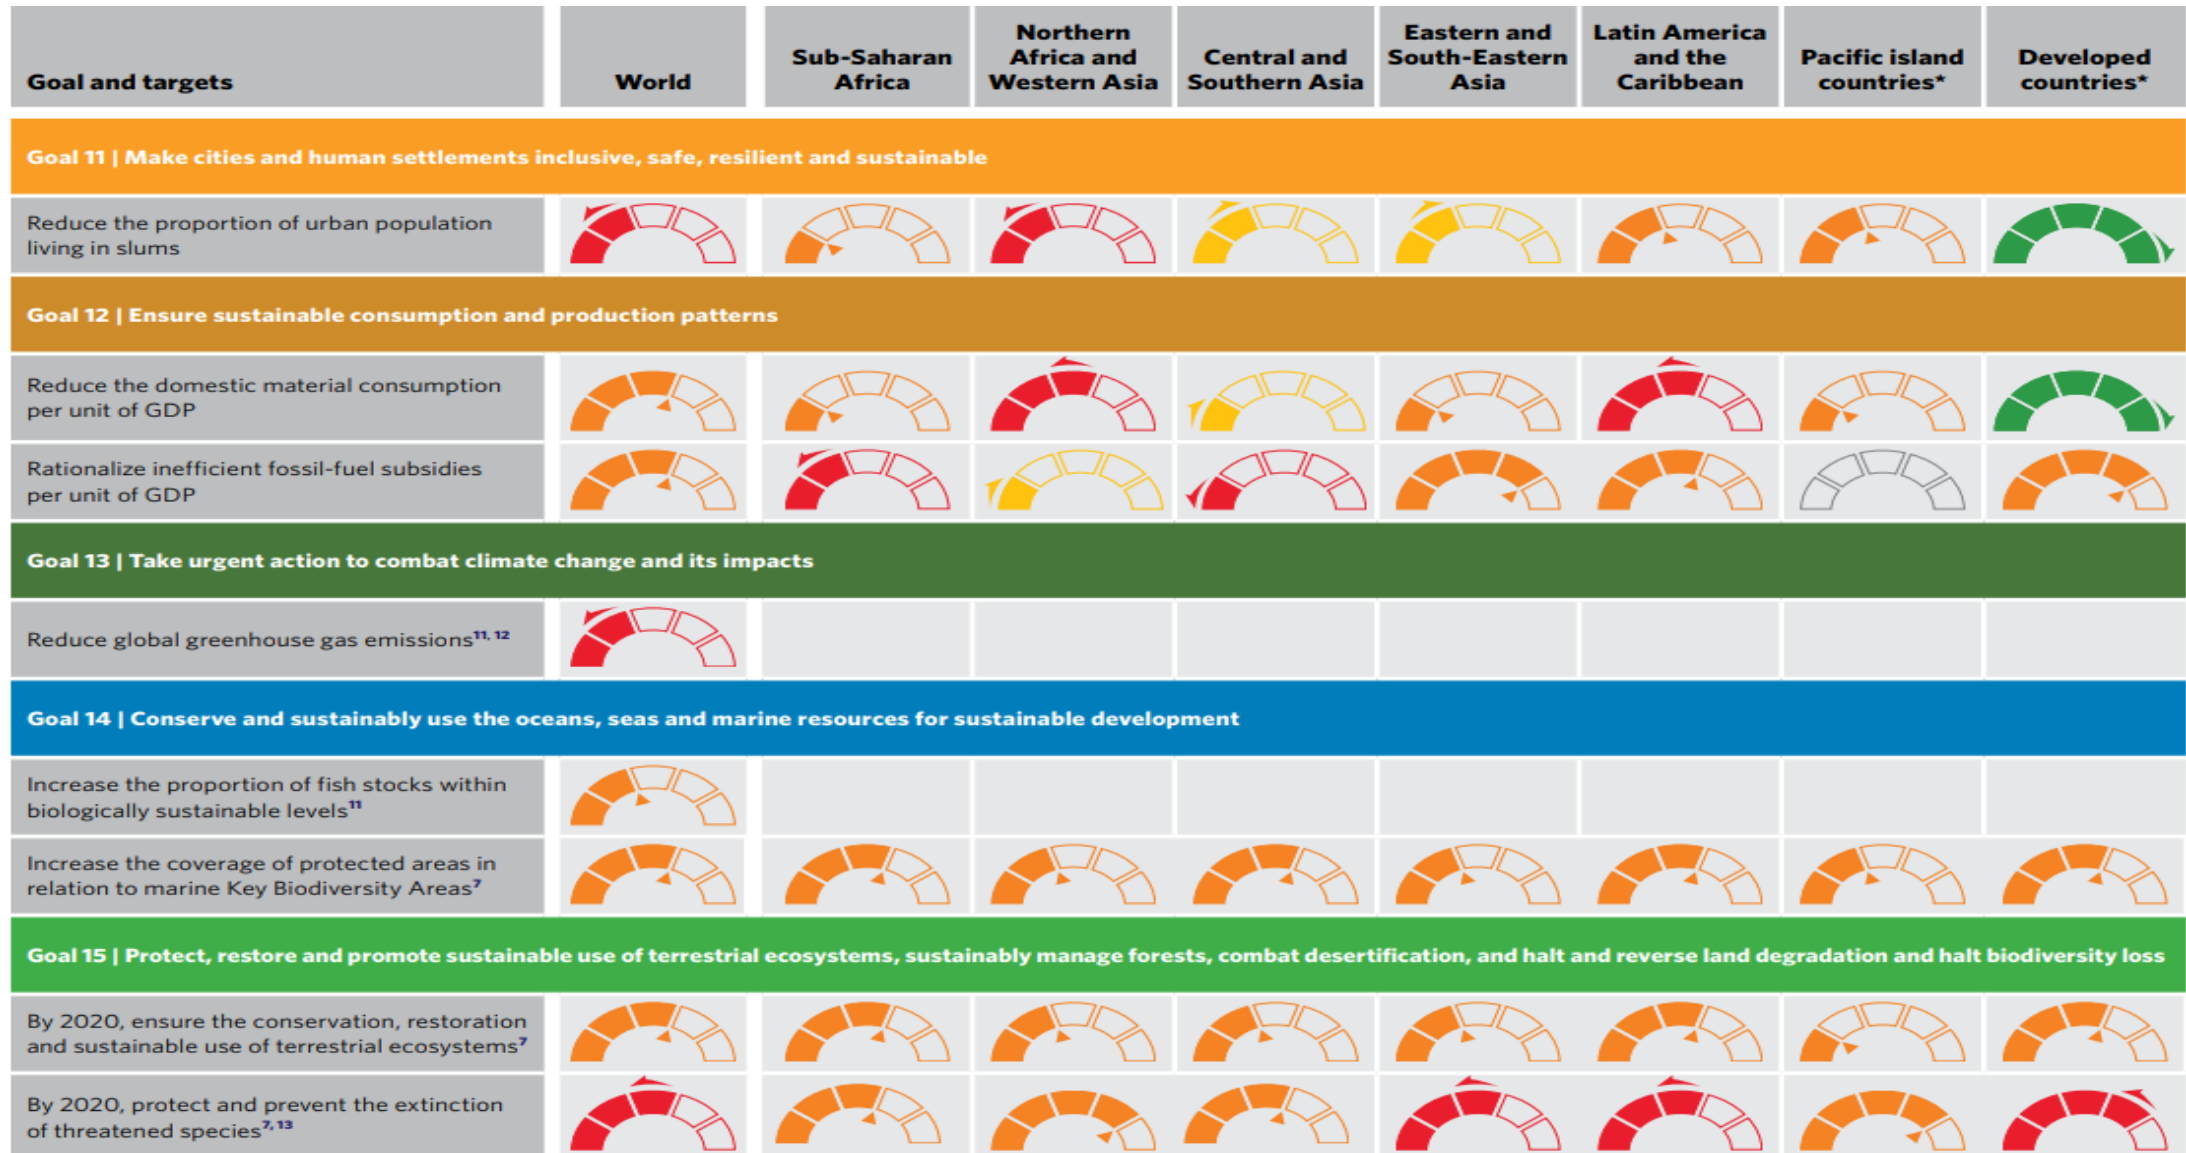 Goal and targets
World
Sub-Saharan
Africa
Northern
Africa and
Western Asia
Central and
Southern Asia
Eastern and
South-Eastern
Asia
Latin America
and the
Caribbean
Pacific island
countries*
Developed
countries*
Goal 11 | Make cities and human settlements inclusive, safe, resilient and sustainable
Reduce the proportion of urban population
living in slums
Goal 12 | Ensure sustainable consumption and production patterns
Reduce the domestic material consumption
per unit of GDP
Rationalize inefficient fossil-fuel subsidies
per unit of GDP
Goal 13 | Take urgent action to combat climate change and its impacts
Reduce global greenhouse gas emissions11, 12
Goal 14 | Conserve and sustainably use the oceans, seas and marine resources for sustainable development
Increase the proportion of fish stocks within
biologically sustainable levels11
Increase the coverage of protected areas in
relation to marine Key Biodiversity Areas7
Goal 15 | Protect, restore and promote sustainable use of terrestrial ecosystems, sustainably manage forests, combat desertification, and halt and reverse land degradation and halt biodiversity loss
By 2020, ensure the conservation, restoration
and sustainable use of terrestrial ecosystems7
By 2020, protect and prevent the extinction
of threatened species7, 13